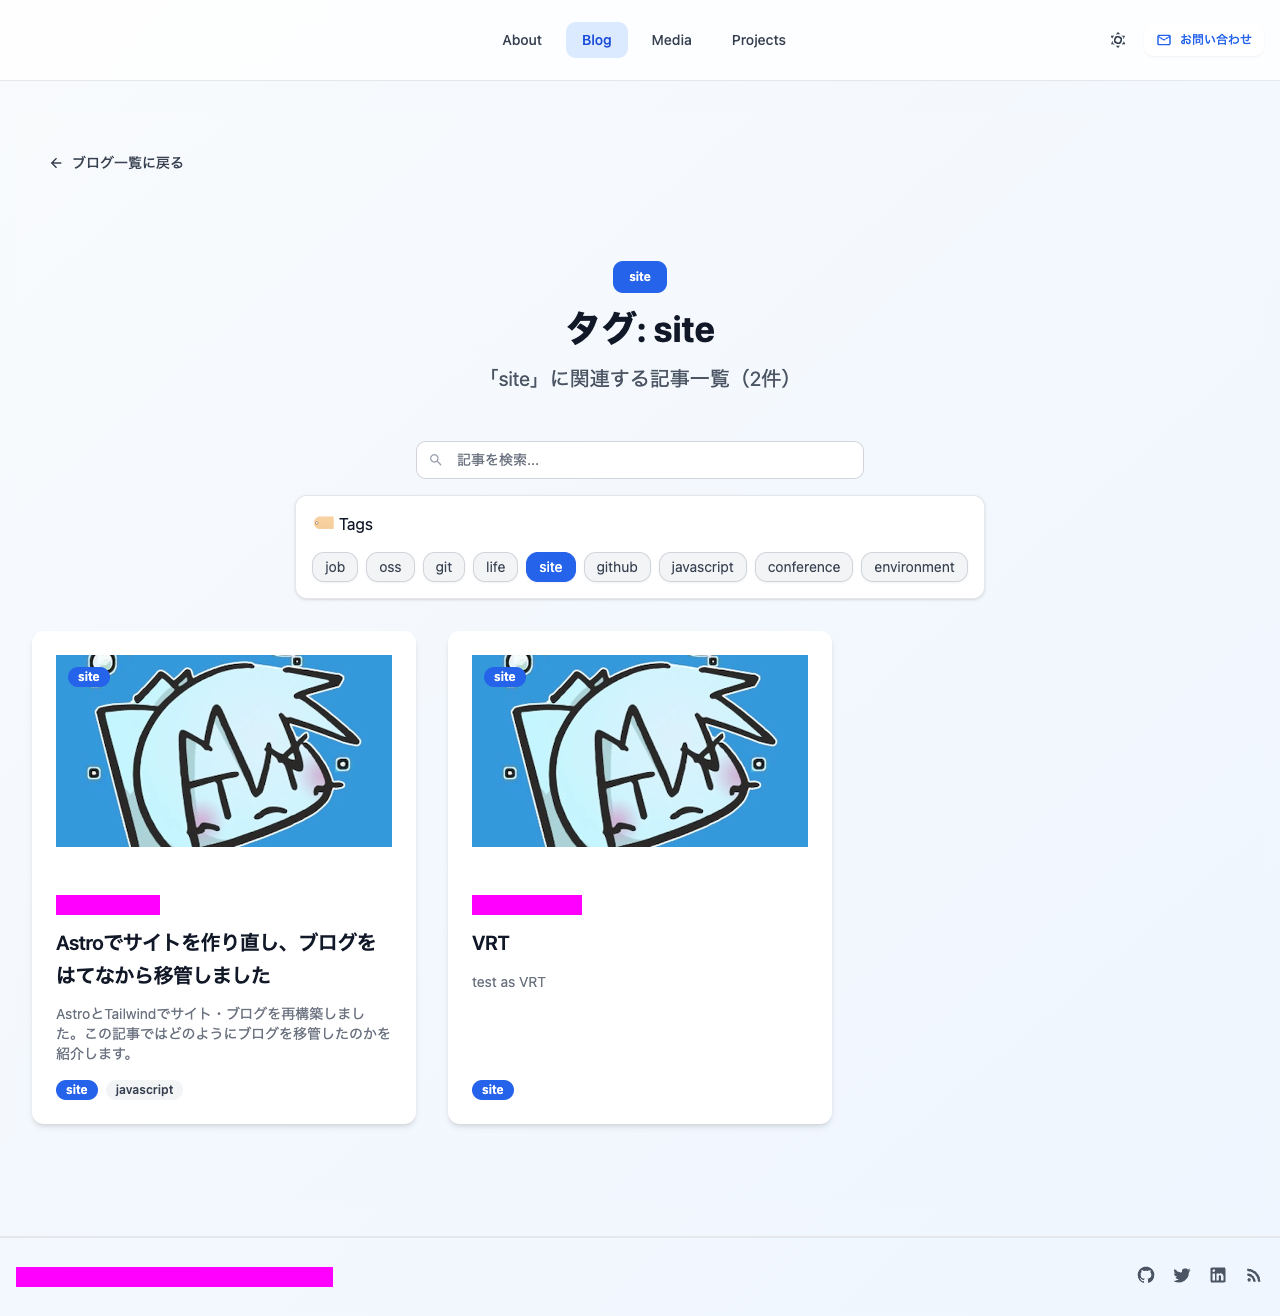 About
Blog
Media
Projects
お問い合わせ
ブログ一覧に戻る
site
タグ: site
「site」に関連する記事一覧（2件）
記事を検索...
Tags
job
oss
git
life
site
github
javascript
conference
environment
site
Astroでサイトを作り直し、ブログを
はてなから移管しました
AstroとTailwindでサイト・ブログを再構築しまし
た。この記事ではどのようにブログを移管したのかを
紹介します。
site
javascript
site
VRT
test as VRT
site